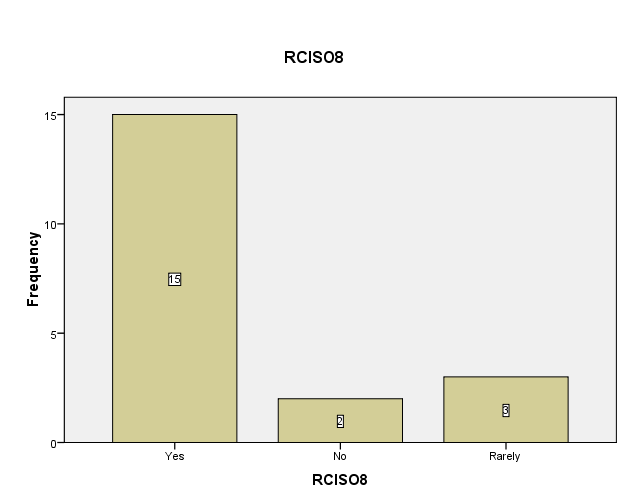 RCISO8
Frequency
15
10
5
0
15
2
3
Yes No Rarely
RCISO8